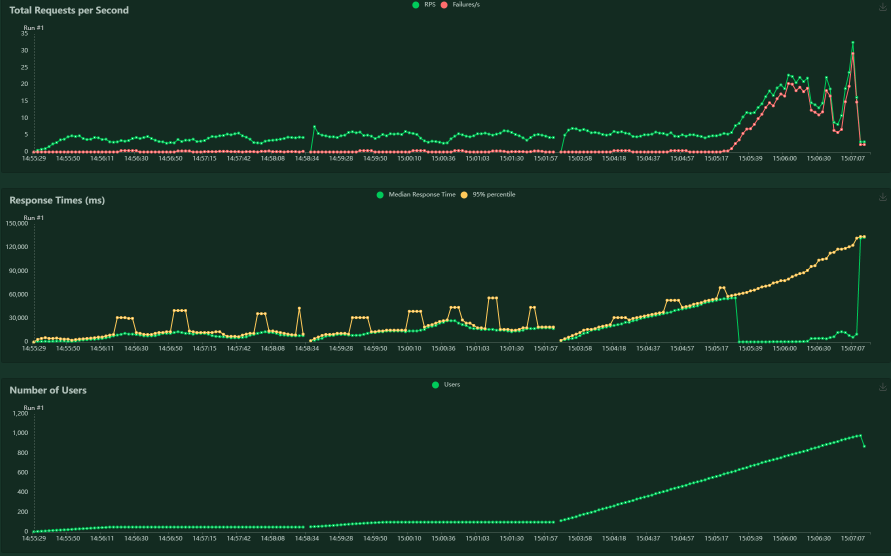 Total Requests per Second
RPS Failures/s
Run #1
35
30
25
20
15
10
5
0
14:55:29 14:55:50 14:56:11 14:56:30 14:56:50 14:57:15 14:57:42 14:58:08 14:58:34 14:59:28 14:59:50 15:00:10 15:00:36 15:01:03 15:01:30 15:01:57 15:03:58 15:04:18 15:04:37 15:04:57 15:05:17 15:05:39 15:06:00 15:06:30 15:07:07
Response Times (ms)
Median Response Time 95% percentile
Run #1
150,000
120,000
90,000
60,000
30,000
0
14:55:29 14:55:50 14:56:11 14:56:30 14:56:50 14:57:15 14:57:42 14:58:08 14:58:34 14:59:28 14:59:50 15:00:10 15:00:36 15:01:03 15:01:30 15:01:57 15:03:58 15:04:18 15:04:37 15:04:57 15:05:17 15:05:39 15:06:00 15:06:30 15:07:07
Number of Users
Users
Run #1
1,200
1,000
800
600
400
200
0
14:55:29 14:55:50 14:56:11 14:56:30 14:56:50 14:57:15 14:57:42 14:58:08 14:58:34 14:59:28 14:59:50 15:00:10 15:00:36 15:01:03 15:01:30 15:01:57 15:03:58 15:04:18 15:04:37 15:04:57 15:05:17 15:05:39 15:06:00 15:06:30 15:07:07